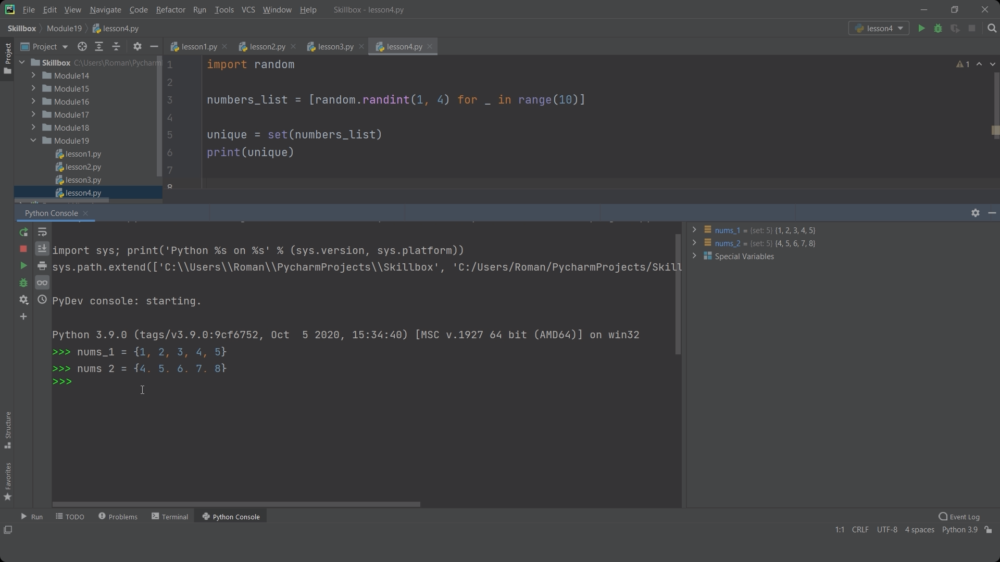 File Edit View Navigate Code Refactor Run Tools VCS Window Help Skillbox - lesson4.py
Skillbox Module19 lesson4.py lesson4
Project lesson1.py lesson2.py lesson3.py lesson4.py
Project
Skillbox C:\Users\Roman\Pycharm
Module14
Module15
Module16
Module17
Module18
Module19
lesson1.py
lesson2.py
lesson3.py
lesson4.py
1 import random
2
3 numbers_list = [random.randint(1, 4) for _ in range(10)]
4
5 unique = set(numbers_list)
6 print(unique)
7
8
1
Python Console
import sys; print('Python %s on %s' % (sys.version, sys.platform))
sys.path.extend(['C:\\Users\\Roman\\PycharmProjects\\Skillbox', 'C:/Users/Roman/PycharmProjects/Skill
PyDev console: starting.
Python 3.9.0 (tags/v3.9.0:9cf6752, Oct  5 2020, 15:34:40) [MSC v.1927 64 bit (AMD64)] on win32
>>> nums_1 = {1, 2, 3, 4, 5}
>>> nums 2 = {4. 5. 6. 7. 8}
>>>
nums_1 = {set: 5} {1, 2, 3, 4, 5}
nums_2 = {set: 5} {4, 5, 6, 7, 8}
Special Variables
Structure
Favorites
Run TODO Problems Terminal Python Console Event Log
1:1 CRLF UTF-8 4 spaces Python 3.9